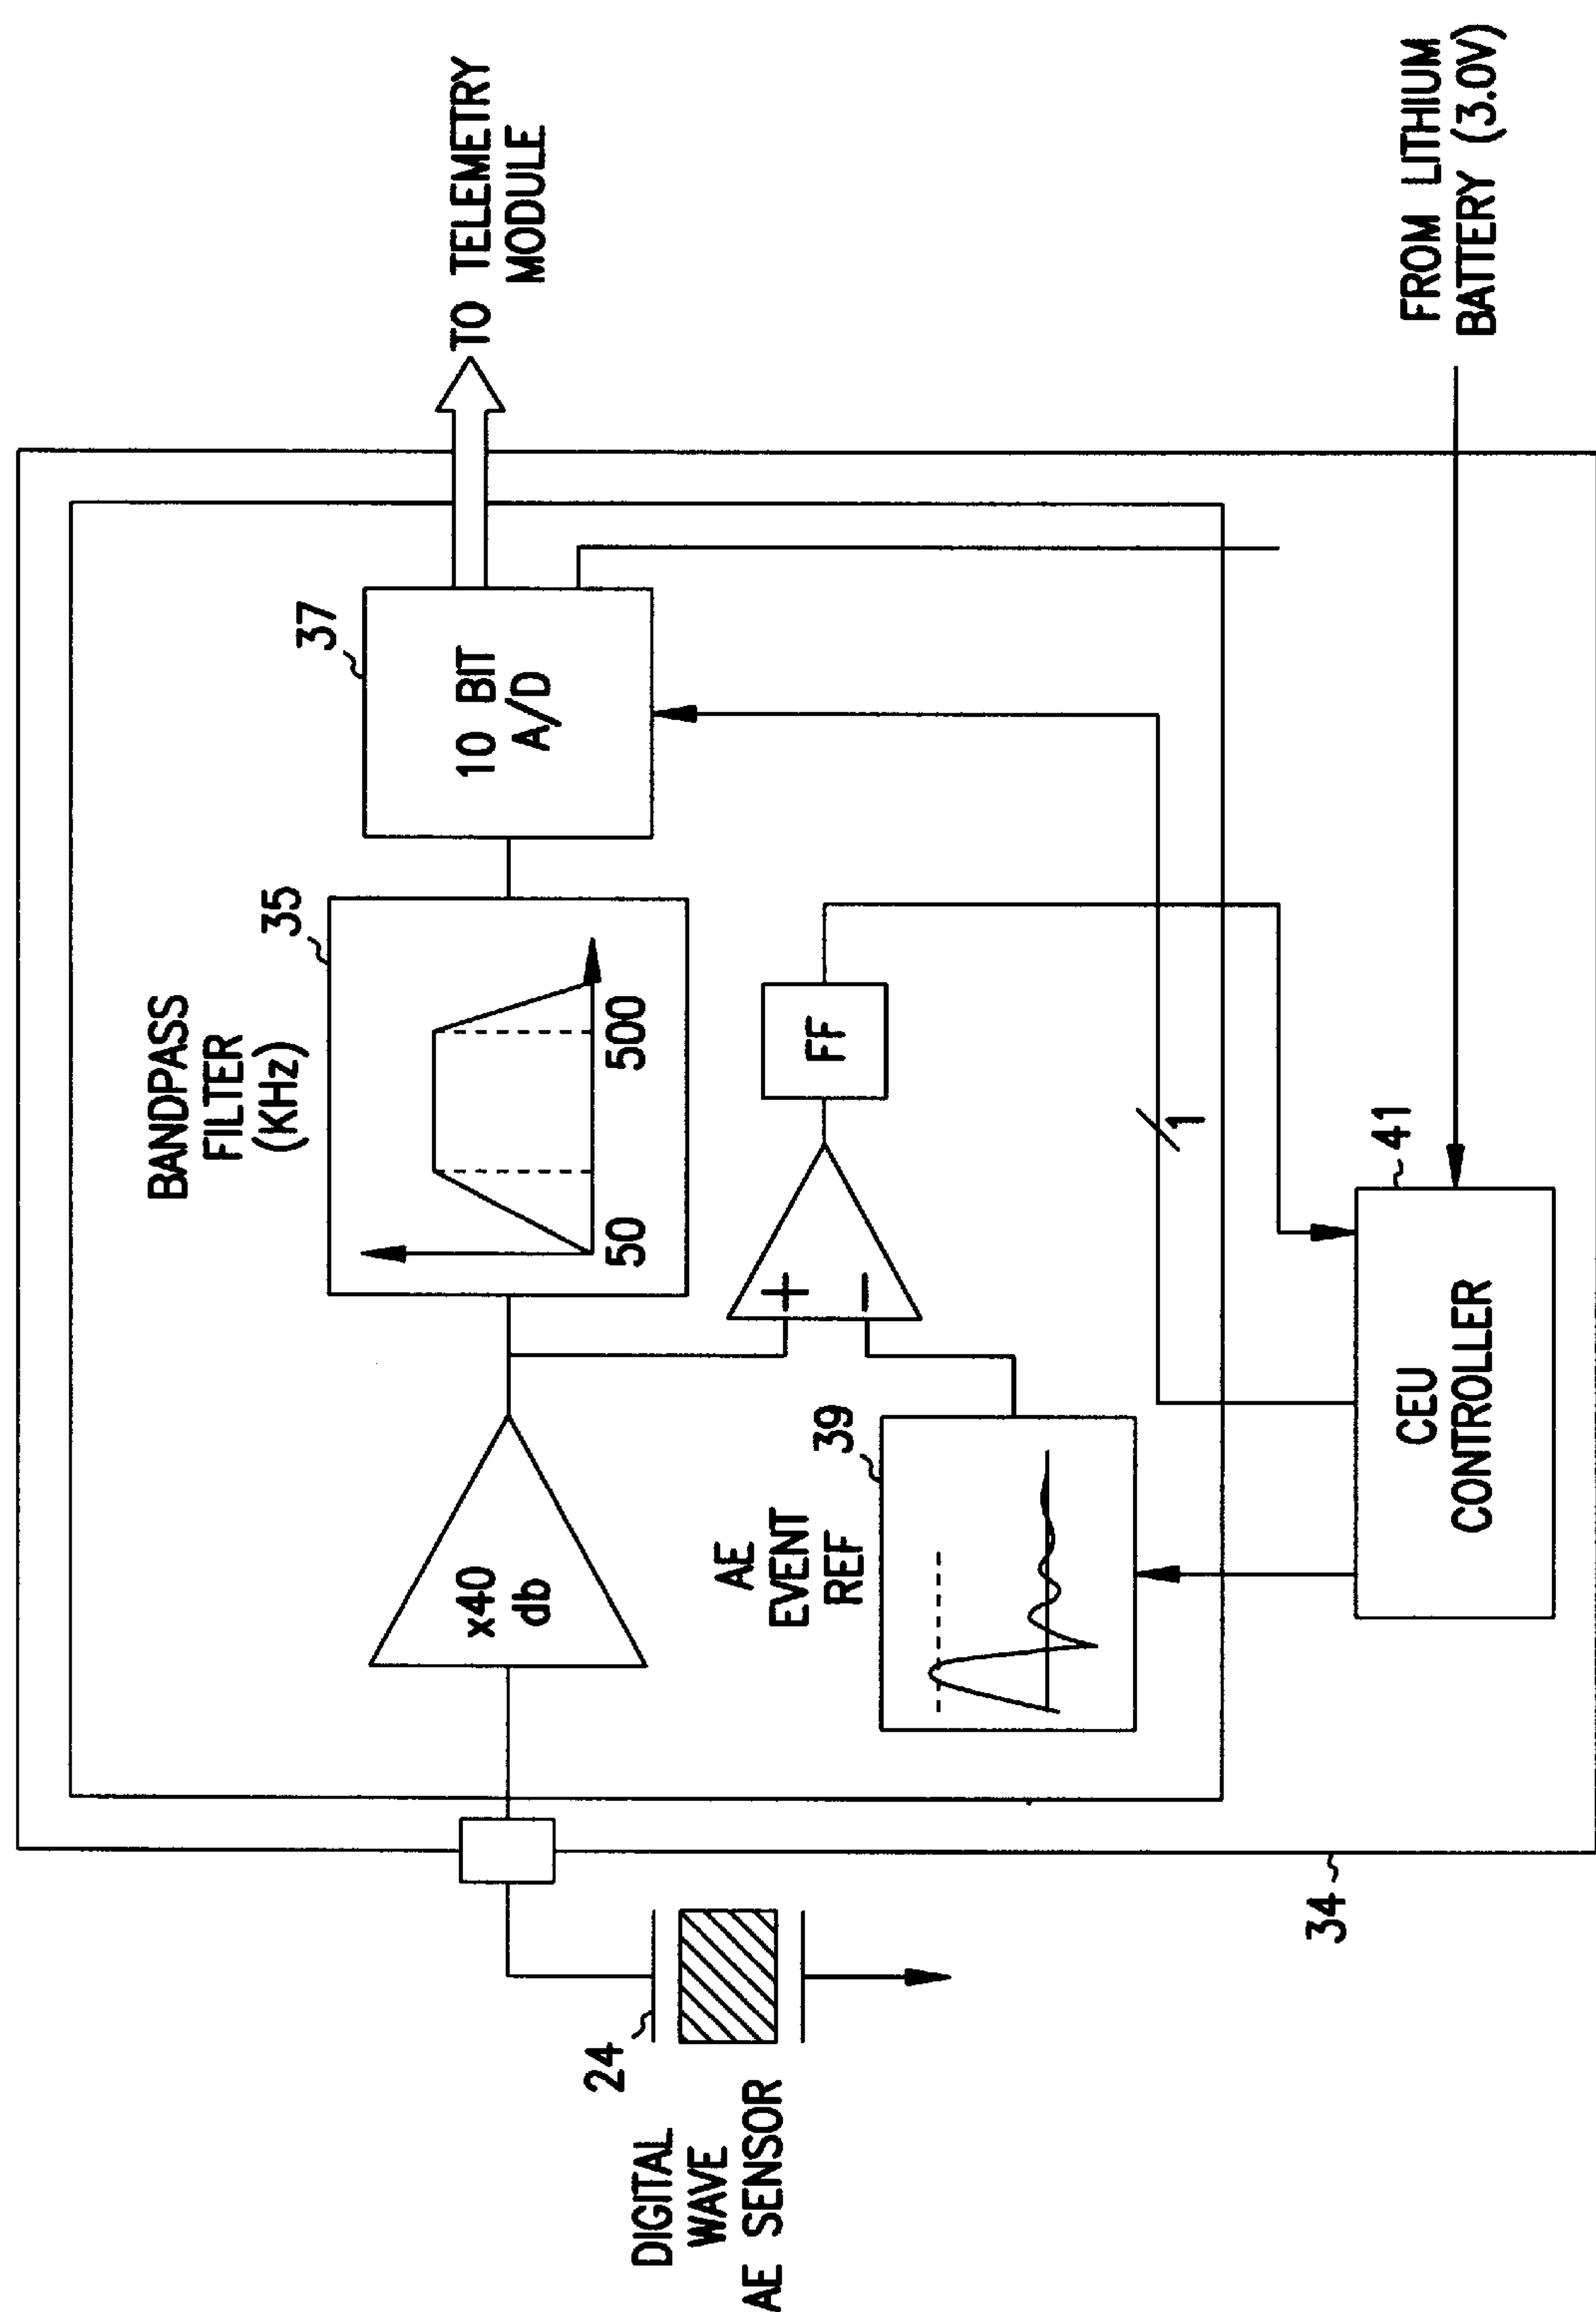 DIGITAL
WAVE
AE SENSOR
24
34
x40
db
BANDPASS
FILTER
(KHz)
35
50
500
37
10 BIT
A/D
TO TELEMETRY
MODULE
AE
EVENT
REF
39
+
−
FF
1
CEU
CONTROLLER
41
FROM LITHIUM
BATTERY (3.0V)